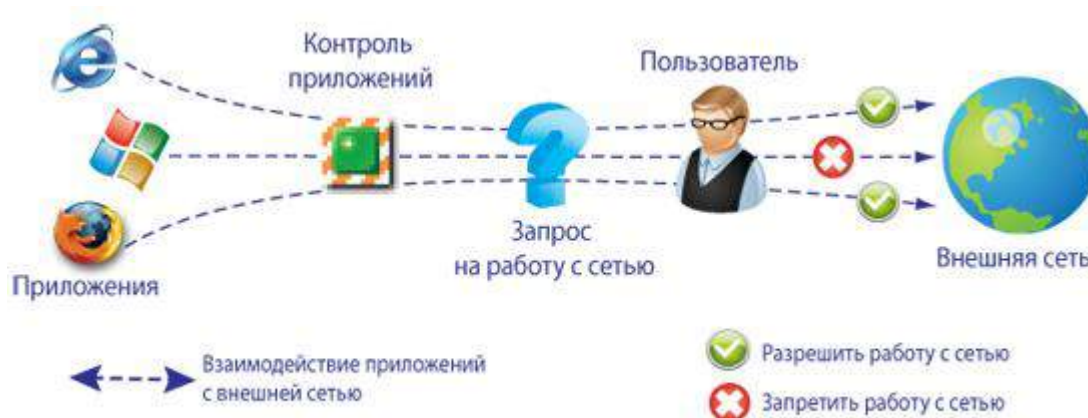 Контроль
приложений
Пользователь
Запрос
на работу с сетью
Приложения
Внешняя сеть
Взаимодействие приложений
с внешней сетью
Разрешить работу с сетью
Запретить работу с сетью